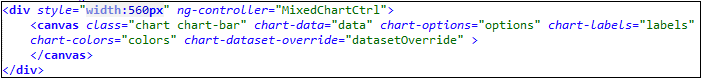 <div style="width:560px" ng-controller="MixedChartCtrl">
<canvas class="chart chart-bar" chart-data="data" chart-options="options" chart-labels="labels"
chart-colors="colors" chart-dataset-override="datasetOverride" >
</canvas>
</div>